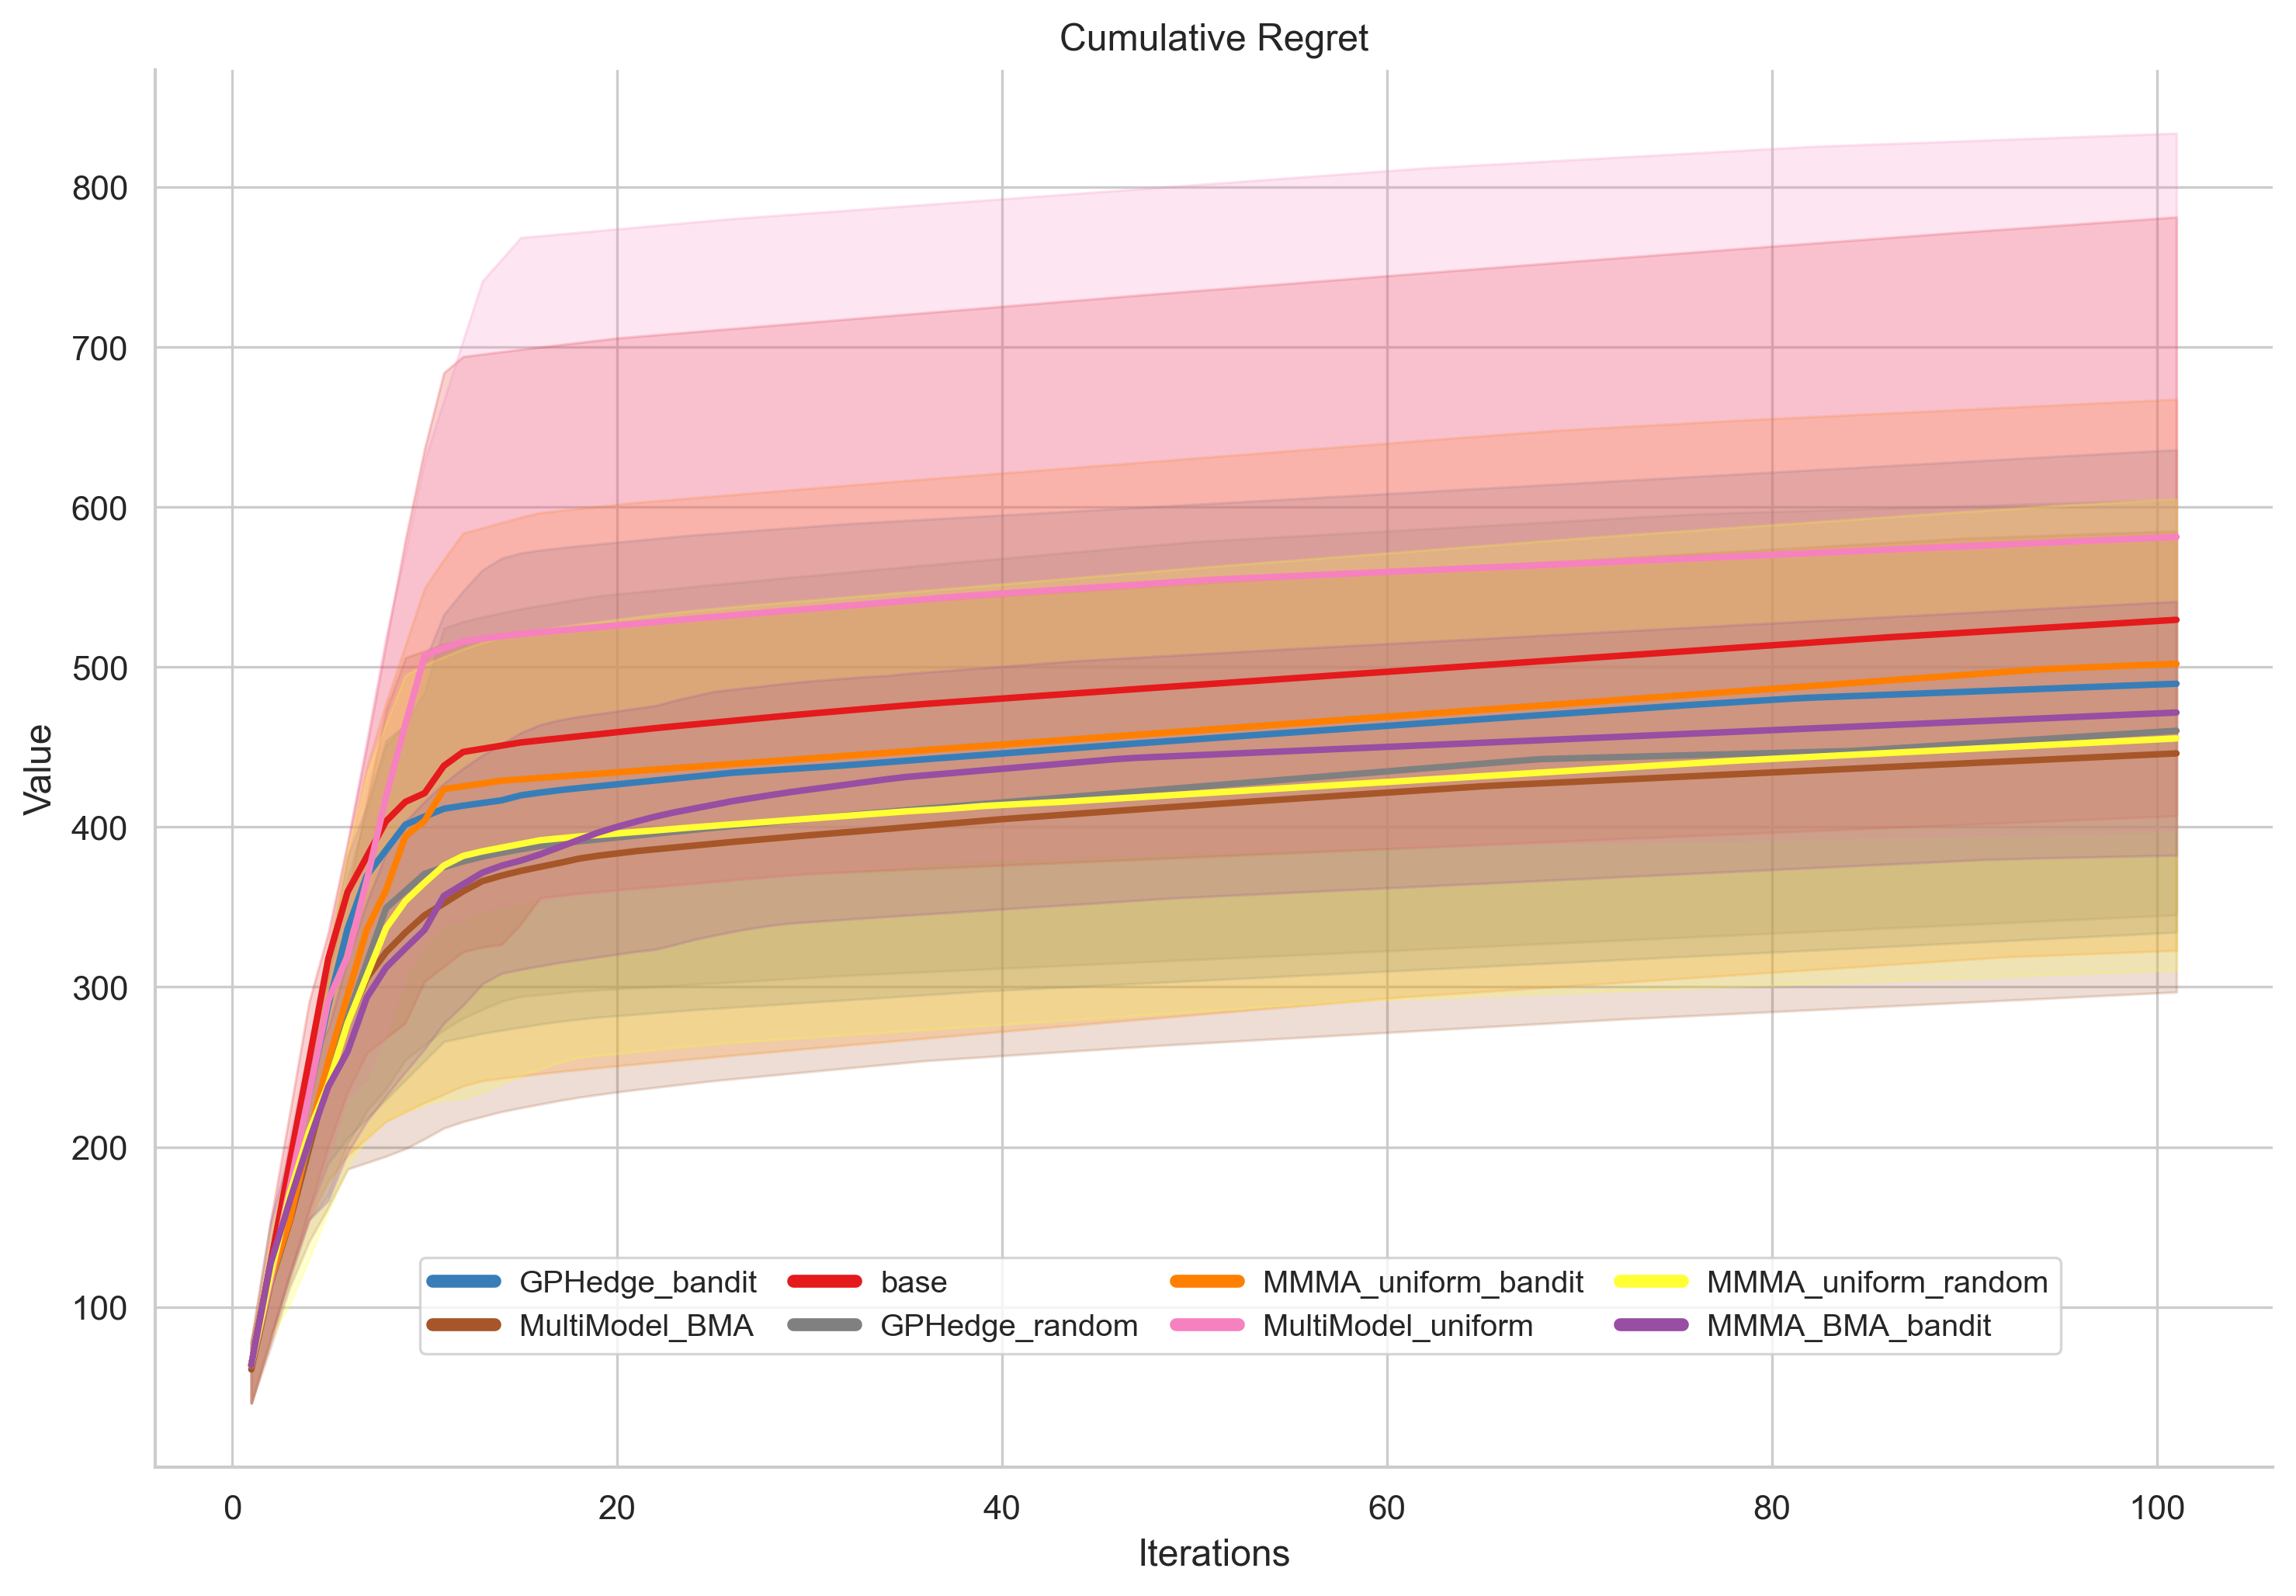 Cumulative Regret
Value
800
700
600
500
400
300
200
100
GPHedge_bandit base MMMA_uniform_bandit MMMA_uniform_random
MultiModel_BMA GPHedge_random MultiModel_uniform MMMA_BMA_bandit
0 20 40 60 80 100
Iterations